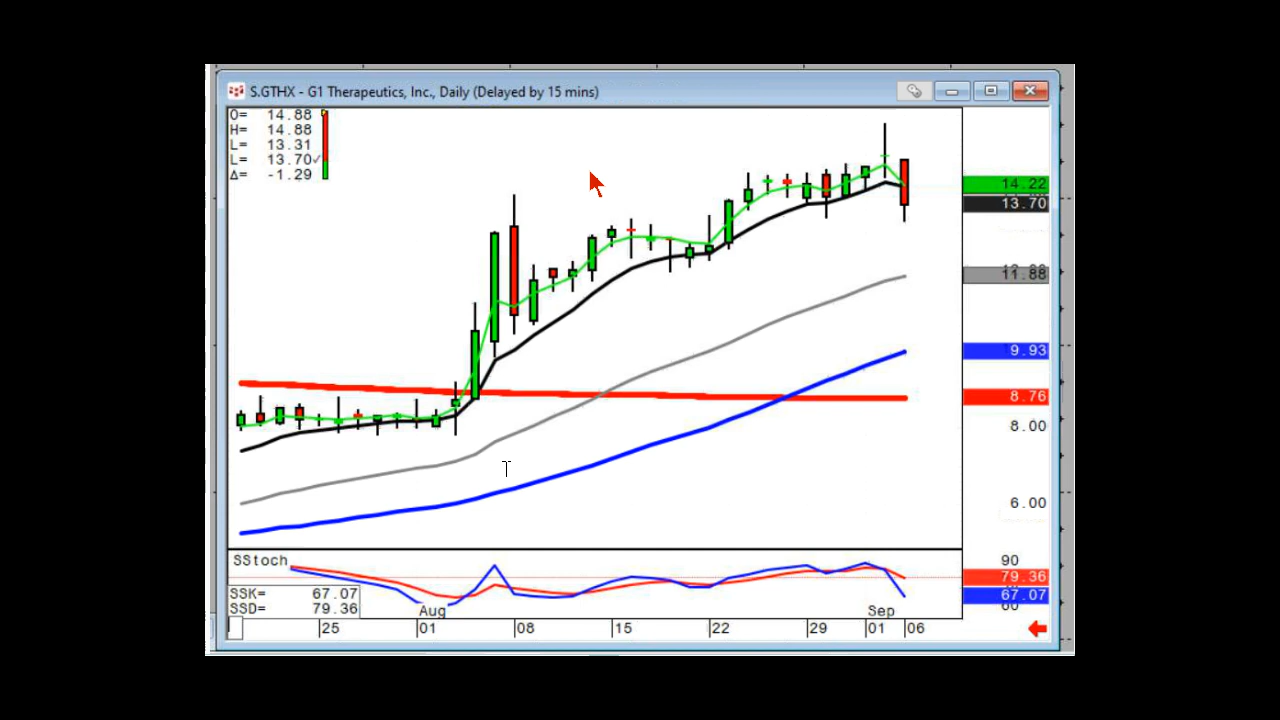 S.GTHX - G1 Therapeutics, Inc., Daily (Delayed by 15 mins)
O= 14.88
H= 14.88
L= 13.31
L= 13.70✓
Δ= -1.29
14.22
13.70
11.88
9.93
8.76
8.00
6.00
SStoch
90
79.36
67.07
60
SSK= 67.07
SSD= 79.36
Aug
Sep
25 01 08 15 22 29 01 06